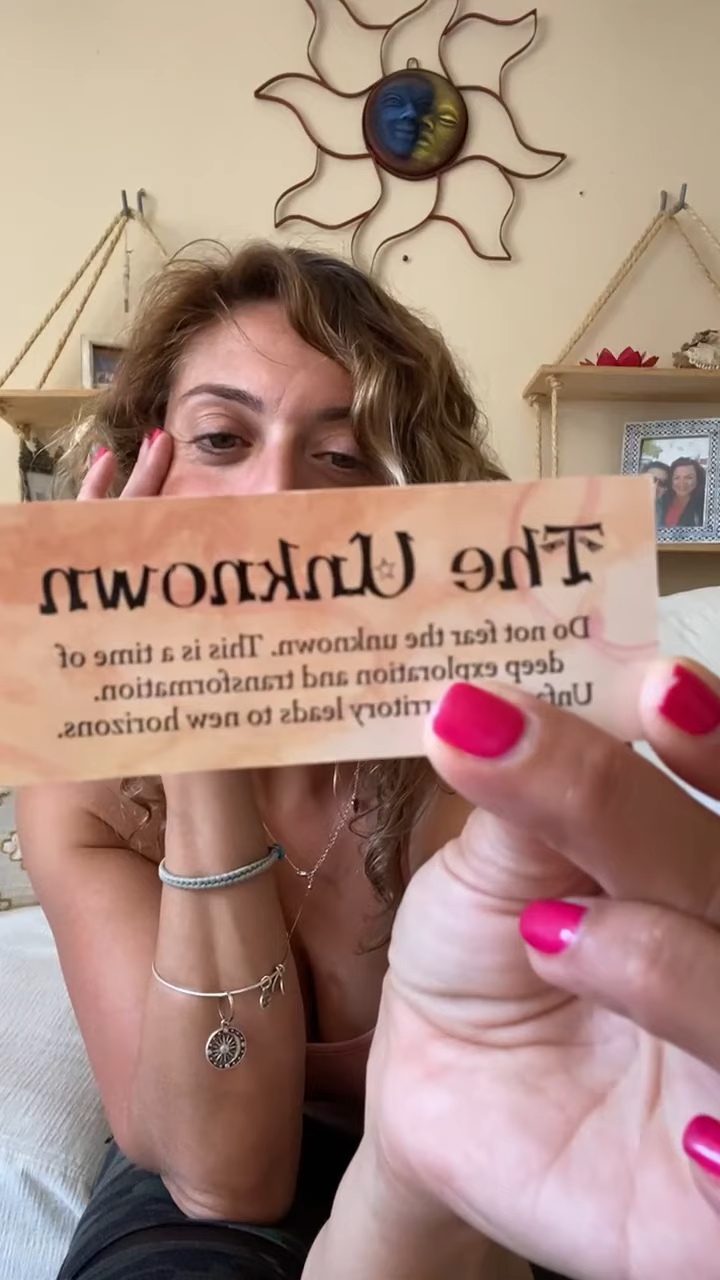 The Unknown
Do not fear the unknown. This is a time of
deep exploration and transformation.
territory leads to new horizons.